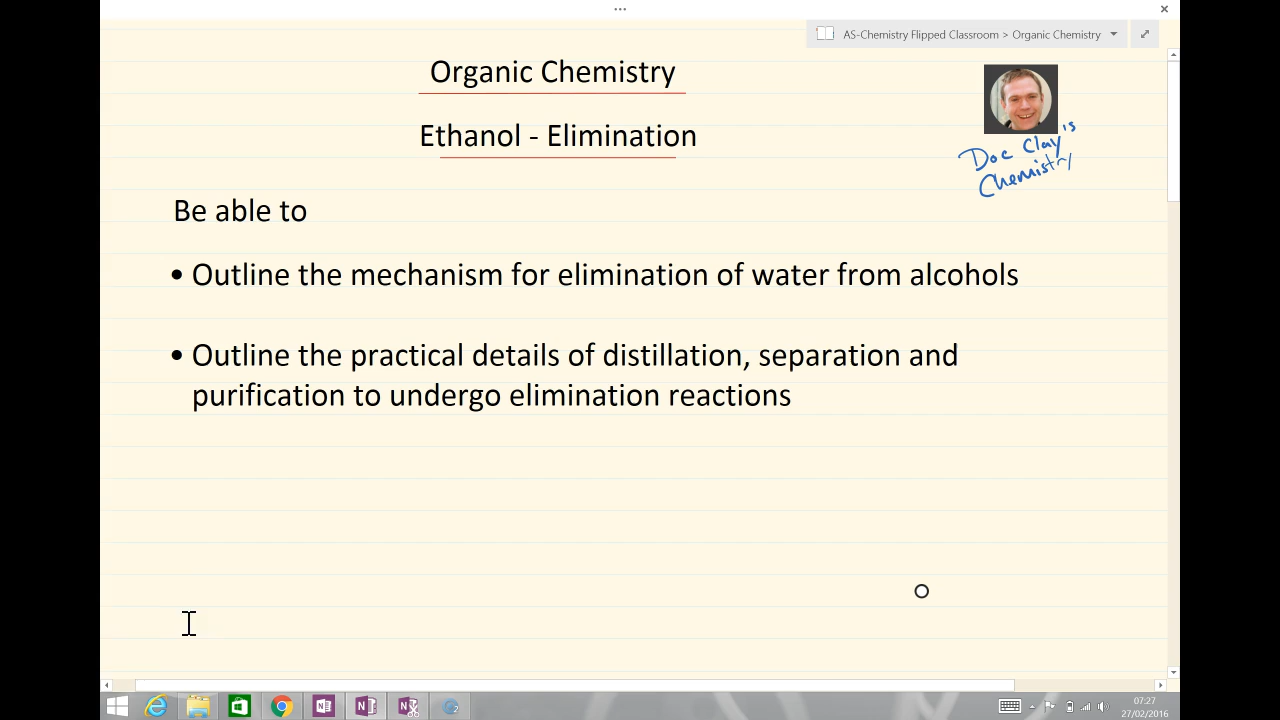 AS-Chemistry Flipped Classroom > Organic Chemistry
Organic Chemistry
Ethanol - Elimination
Doc Clay's
Chemistry
Be able to
• Outline the mechanism for elimination of water from alcohols
• Outline the practical details of distillation, separation and
purification to undergo elimination reactions
07:27
27/02/2016